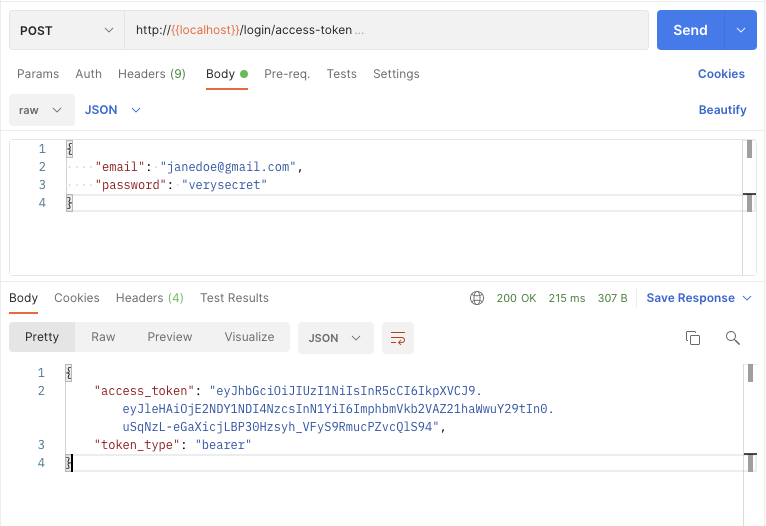 POST http://{{localhost}}/login/access-token ... Send
Params Auth Headers (9) Body Pre-req. Tests Settings Cookies
raw JSON Beautify
1 {
2 "email": "janedoe@gmail.com",
3 "password": "verysecret"
4 }
Body Cookies Headers (4) Test Results 200 OK 215 ms 307 B Save Response
Pretty Raw Preview Visualize JSON
1 {
2 "access_token": "eyJhbGciOiJIUzI1NiIsInR5cCI6IkpXVCJ9.
eyJleHAiOjE2NDY1NDI4NzcsInN1YiI6ImphbmVkb2VAZ21haWwuY29tIn0.
uSqNzL-eGaXicjLBP30Hzsyh_VFyS9RmucPZvcQlS94",
3 "token_type": "bearer"
4 }